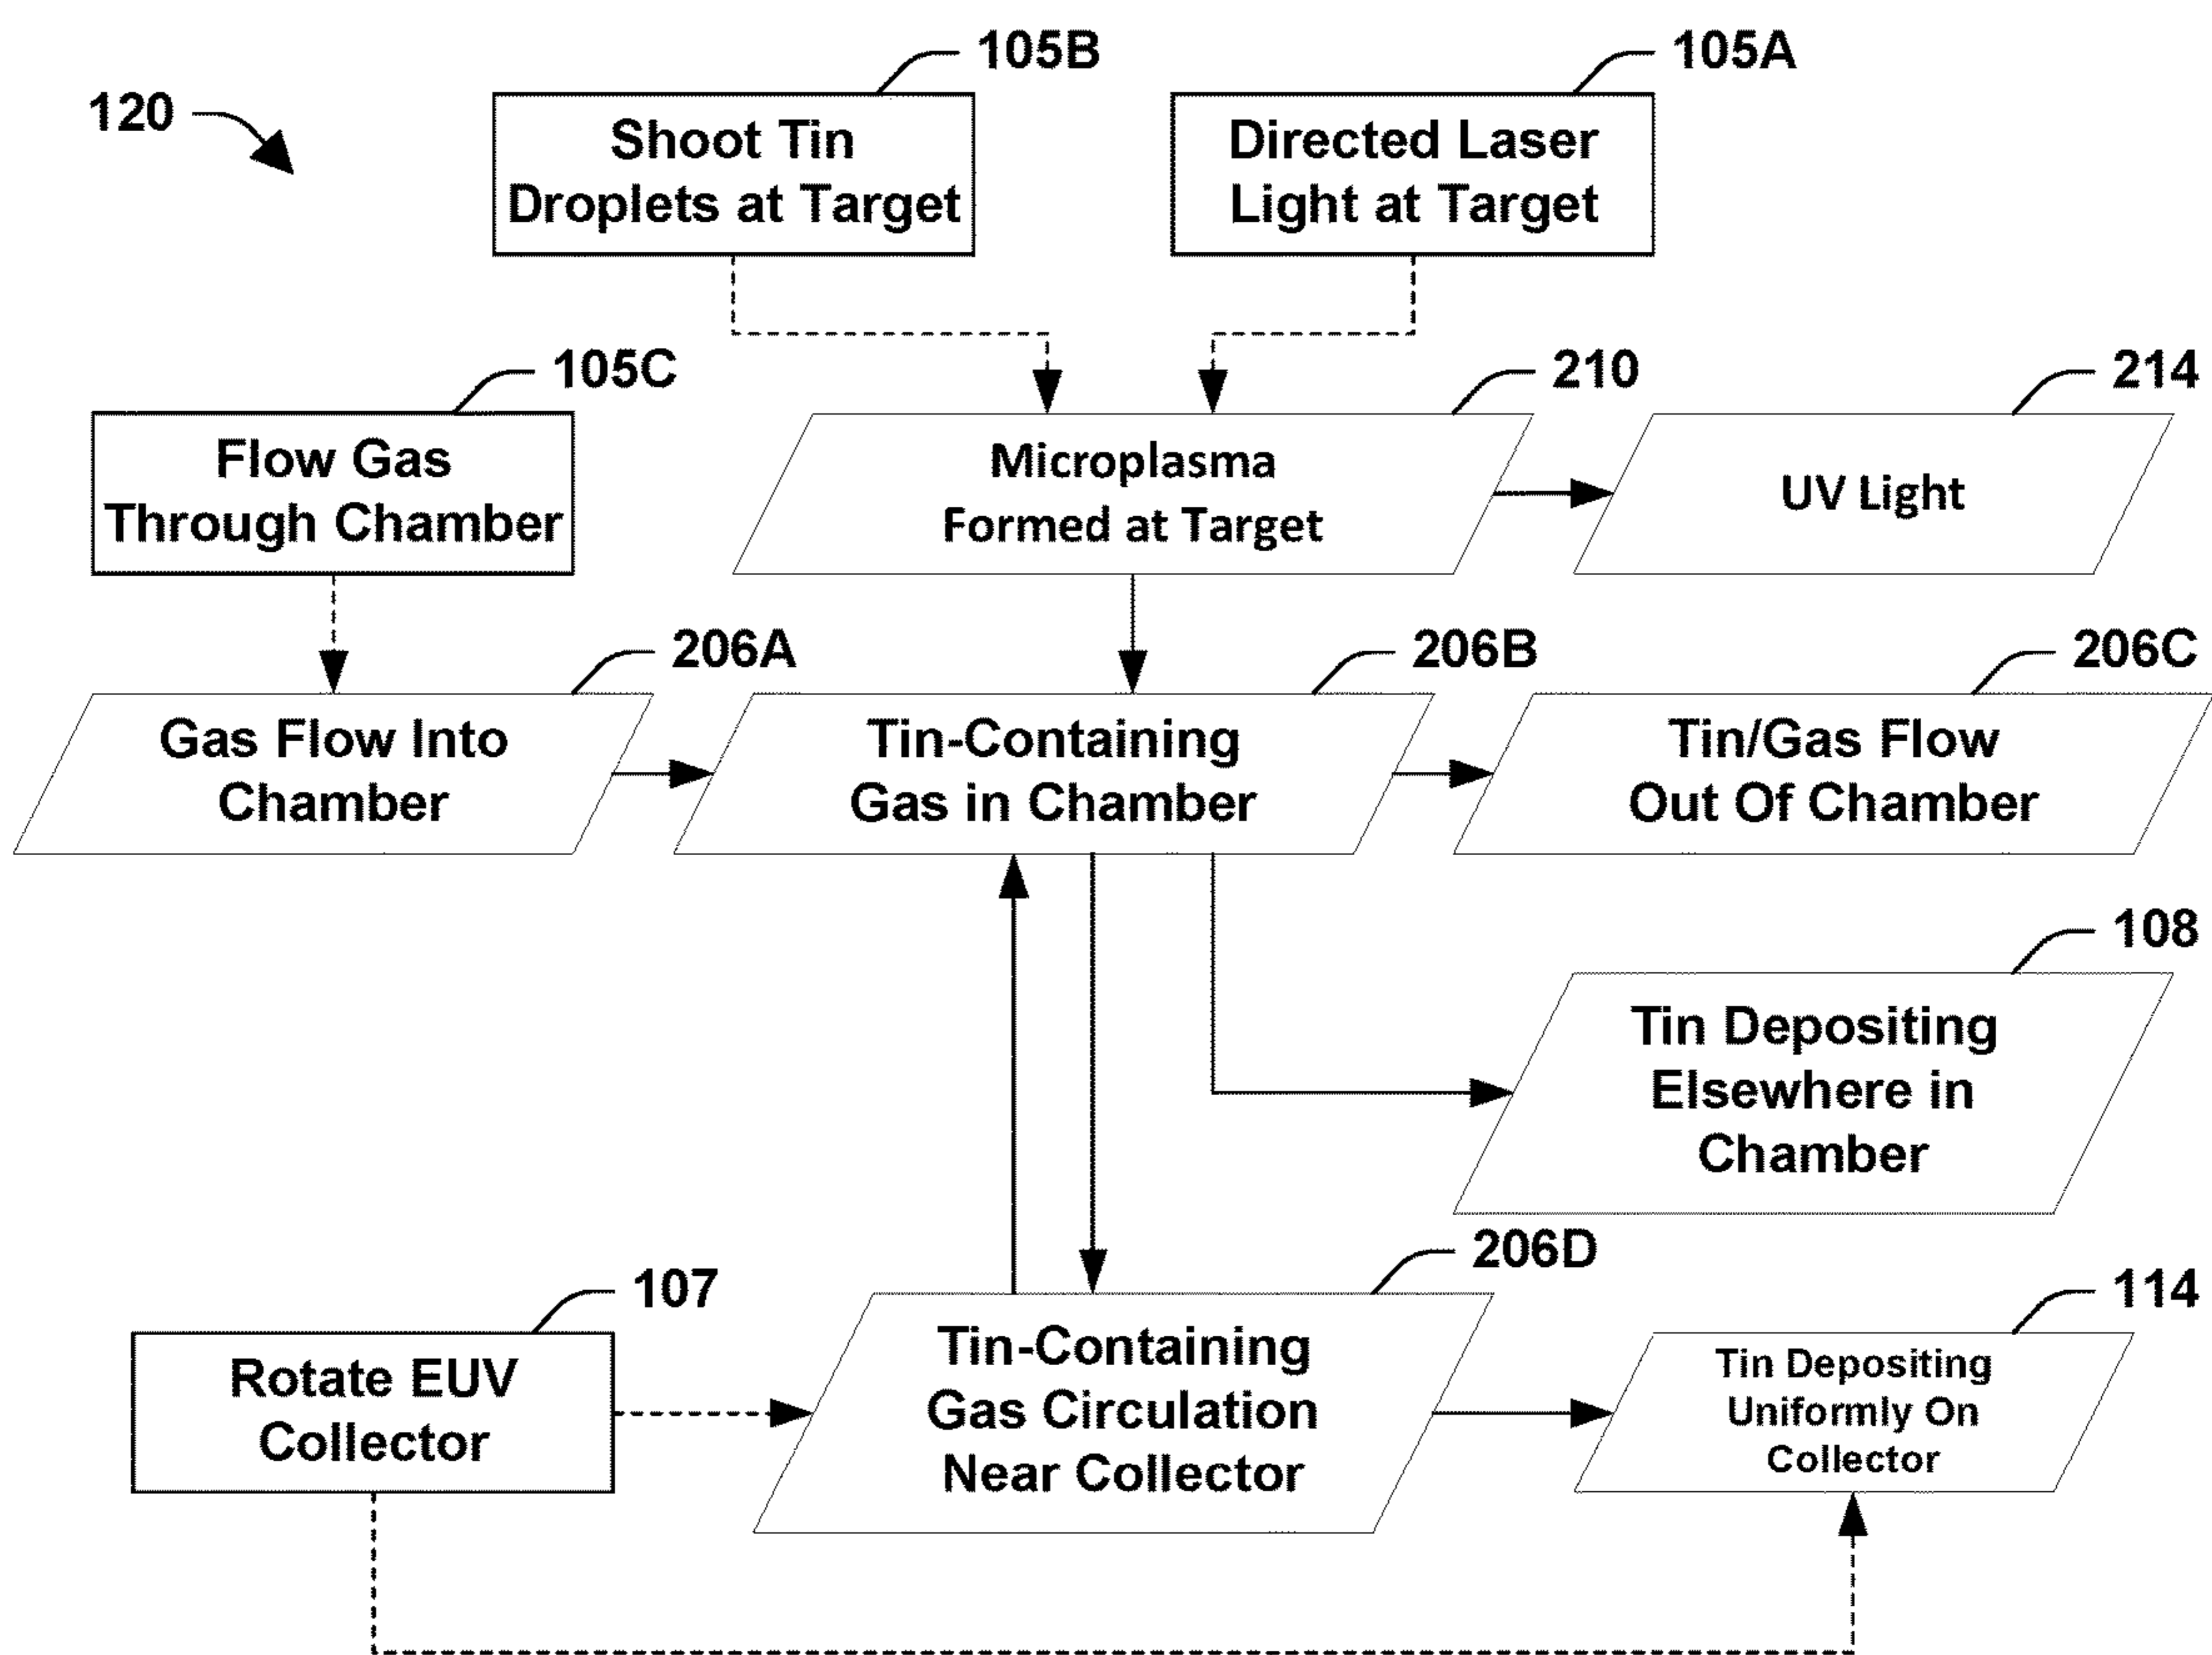 105B
105A
120
Shoot Tin
Droplets at Target
Directed Laser
Light at Target
105C
210
214
Flow Gas
Through Chamber
Microplasma
Formed at Target
UV Light
206A
206B
206C
Gas Flow Into
Chamber
Tin-Containing
Gas in Chamber
Tin/Gas Flow
Out Of Chamber
108
Tin Depositing
Elsewhere in
Chamber
107
206D
114
Rotate EUV
Collector
Tin-Containing
Gas Circulation
Near Collector
Tin Depositing
Uniformly On
Collector